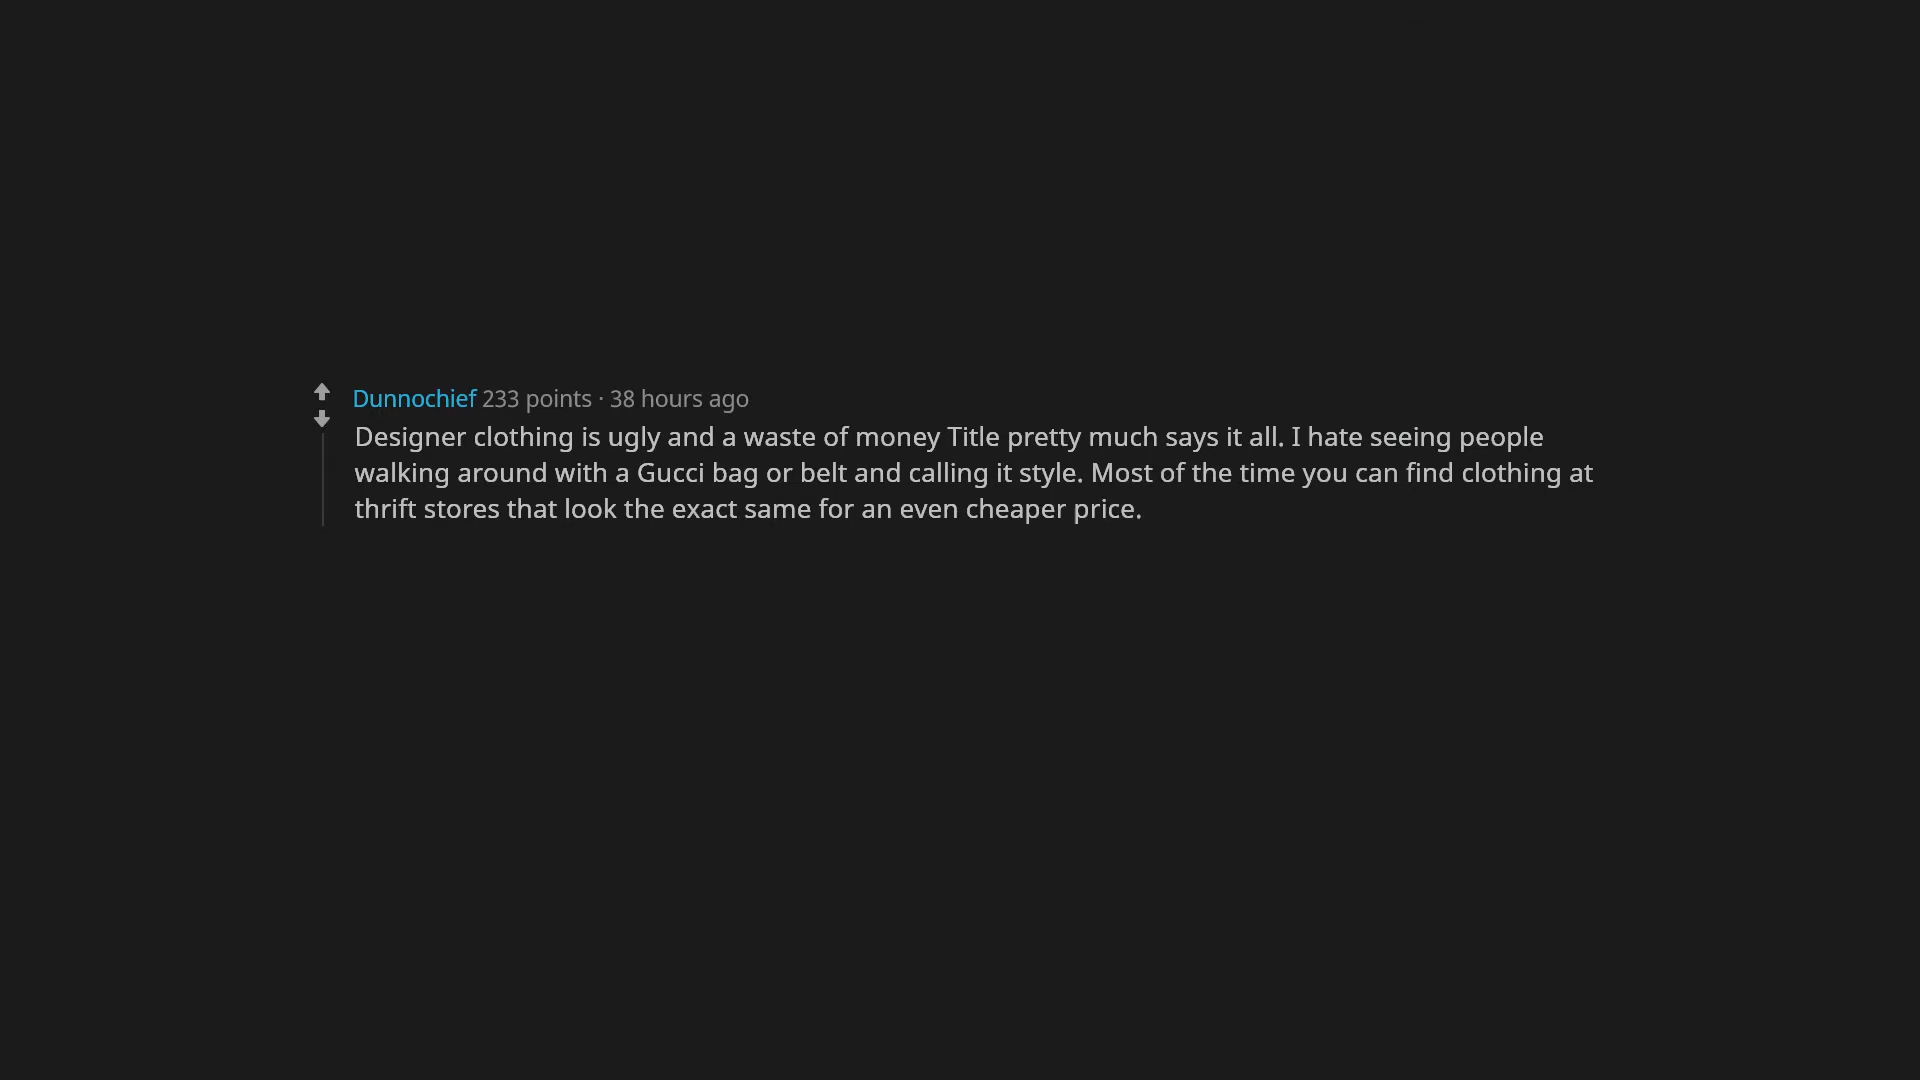 Dunnochief 233 points · 38 hours ago
Designer clothing is ugly and a waste of money Title pretty much says it all. I hate seeing people
walking around with a Gucci bag or belt and calling it style. Most of the time you can find clothing at
thrift stores that look the exact same for an even cheaper price.